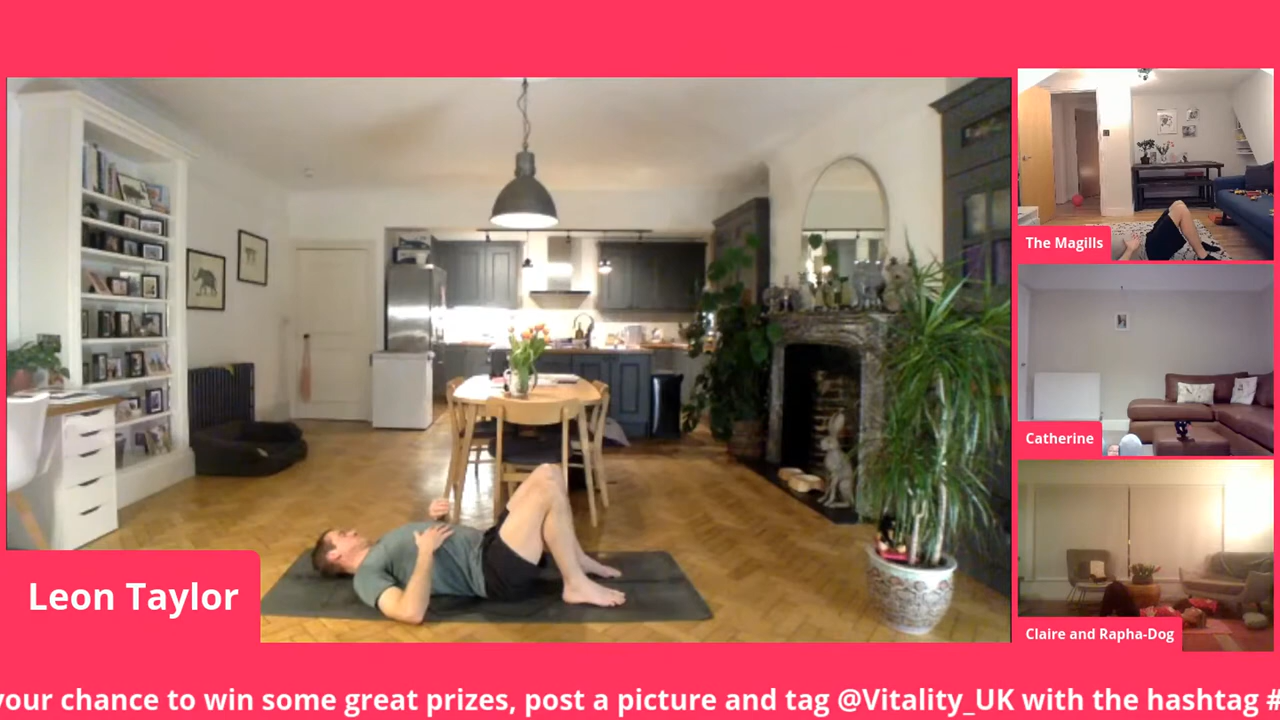 The Magills
Catherine
Leon Taylor
Claire and Rapha-Dog
your chance to win some great prizes, post a picture and tag @Vitality_UK with the hashtag #